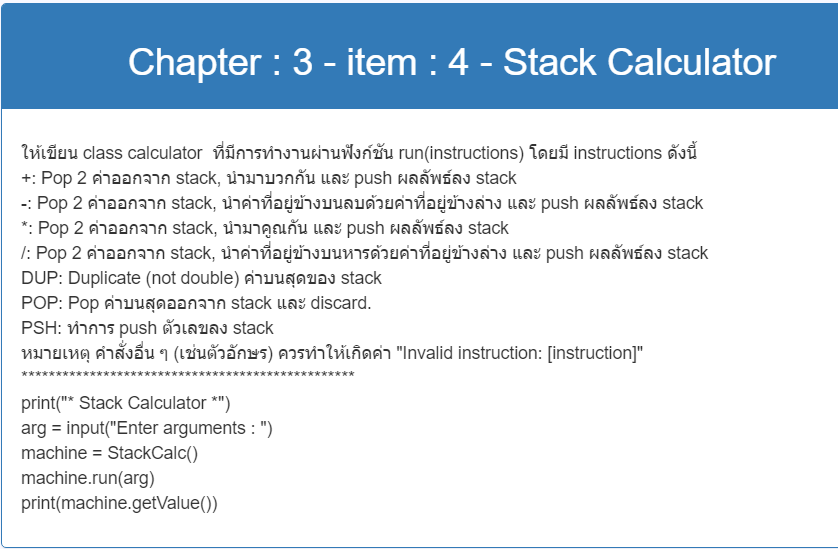 Chapter : 3 - item : 4 - Stack Calculator
ให้เขียน class calculator ที่มีการทำงานผ่านฟังก์ชัน run(instructions) โดยมี instructions ดังนี้
+: Pop 2 ค่าออกจาก stack, นำมาบวกกัน และ push ผลลัพธ์ลง stack
-: Pop 2 ค่าออกจาก stack, นำค่าที่อยู่ข้างบนลบด้วยค่าที่อยู่ข้างล่าง และ push ผลลัพธ์ลง stack
*: Pop 2 ค่าออกจาก stack, นำมาคูณกัน และ push ผลลัพธ์ลง stack
/: Pop 2 ค่าออกจาก stack, นำค่าที่อยู่ข้างบนหารด้วยค่าที่อยู่ข้างล่าง และ push ผลลัพธ์ลง stack
DUP: Duplicate (not double) ค่าบนสุดของ stack
POP: Pop ค่าบนสุดออกจาก stack และ discard.
PSH: ทำการ push ตัวเลขลง stack
หมายเหตุ คำสั่งอื่น ๆ (เช่นตัวอักษร) ควรทำให้เกิดค่า "Invalid instruction: [instruction]"
*************************************************
print("* Stack Calculator *")
arg = input("Enter arguments : ")
machine = StackCalc()
machine.run(arg)
print(machine.getValue())